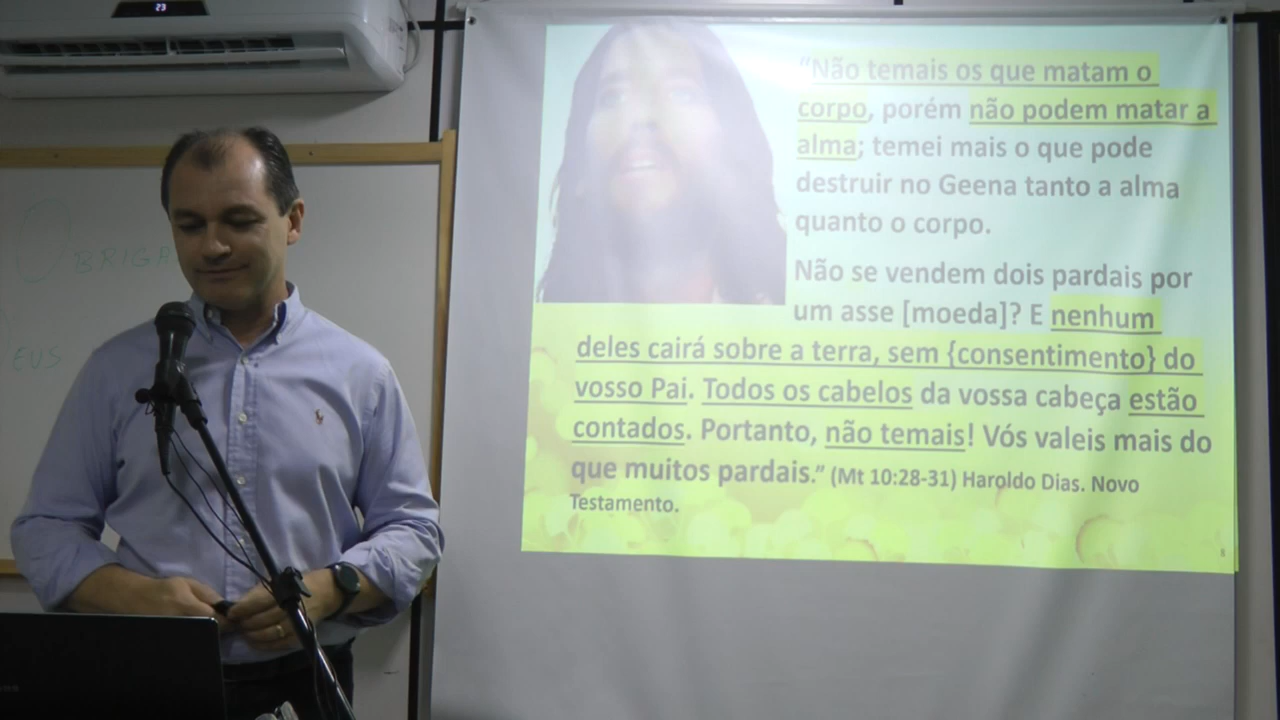 23
BRIGA
EUS
“Não temais os que matam o
corpo, porém não podem matar a
alma; temei mais o que pode
destruir no Geena tanto a alma
quanto o corpo.
Não se vendem dois pardais por
um asse [moeda]? E nenhum
deles cairá sobre a terra, sem {consentimento} do
vosso Pai. Todos os cabelos da vossa cabeça estão
contados. Portanto, não temais! Vós valeis mais do
que muitos pardais.” (Mt 10:28-31) Haroldo Dias. Novo
Testamento.
8